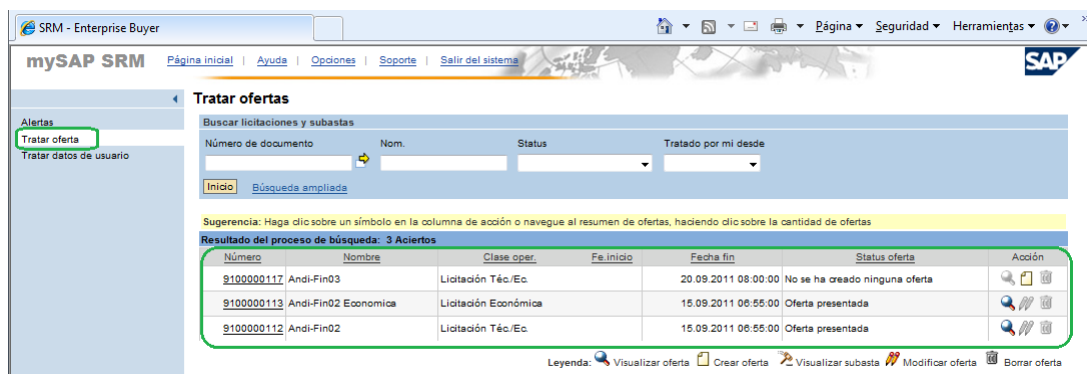 SRM - Enterprise Buyer
Página Seguridad Herramientas
mySAP SRM Página inicial | Ayuda | Opciones | Soporte | Salir del sistema SAP
Tratar ofertas
Alertas
Tratar oferta
Tratar datos de usuario
Buscar licitaciones y subastas
Número de documento Nom. Status Tratado por mi desde
Inicio Búsqueda ampliada
Sugerencia: Haga clic sobre un símbolo en la columna de acción o navegue al resumen de ofertas, haciendo clic sobre la cantidad de ofertas
Resultado del proceso de búsqueda: 3 Aciertos
Número Nombre Clase oper. Fe.inicio Fecha fin Status oferta Acción
9100000117 Andi-Fin03 Licitación Téc./Ec. 20.09.2011 08:00:00 No se ha creado ninguna oferta
9100000113 Andi-Fin02 Economica Licitación Económica 15.09.2011 06:55:00 Oferta presentada
9100000112 Andi-Fin02 Licitación Téc./Ec. 15.09.2011 06:55:00 Oferta presentada
Leyenda: Visualizar oferta Crear oferta Visualizar subasta Modificar oferta Borrar oferta